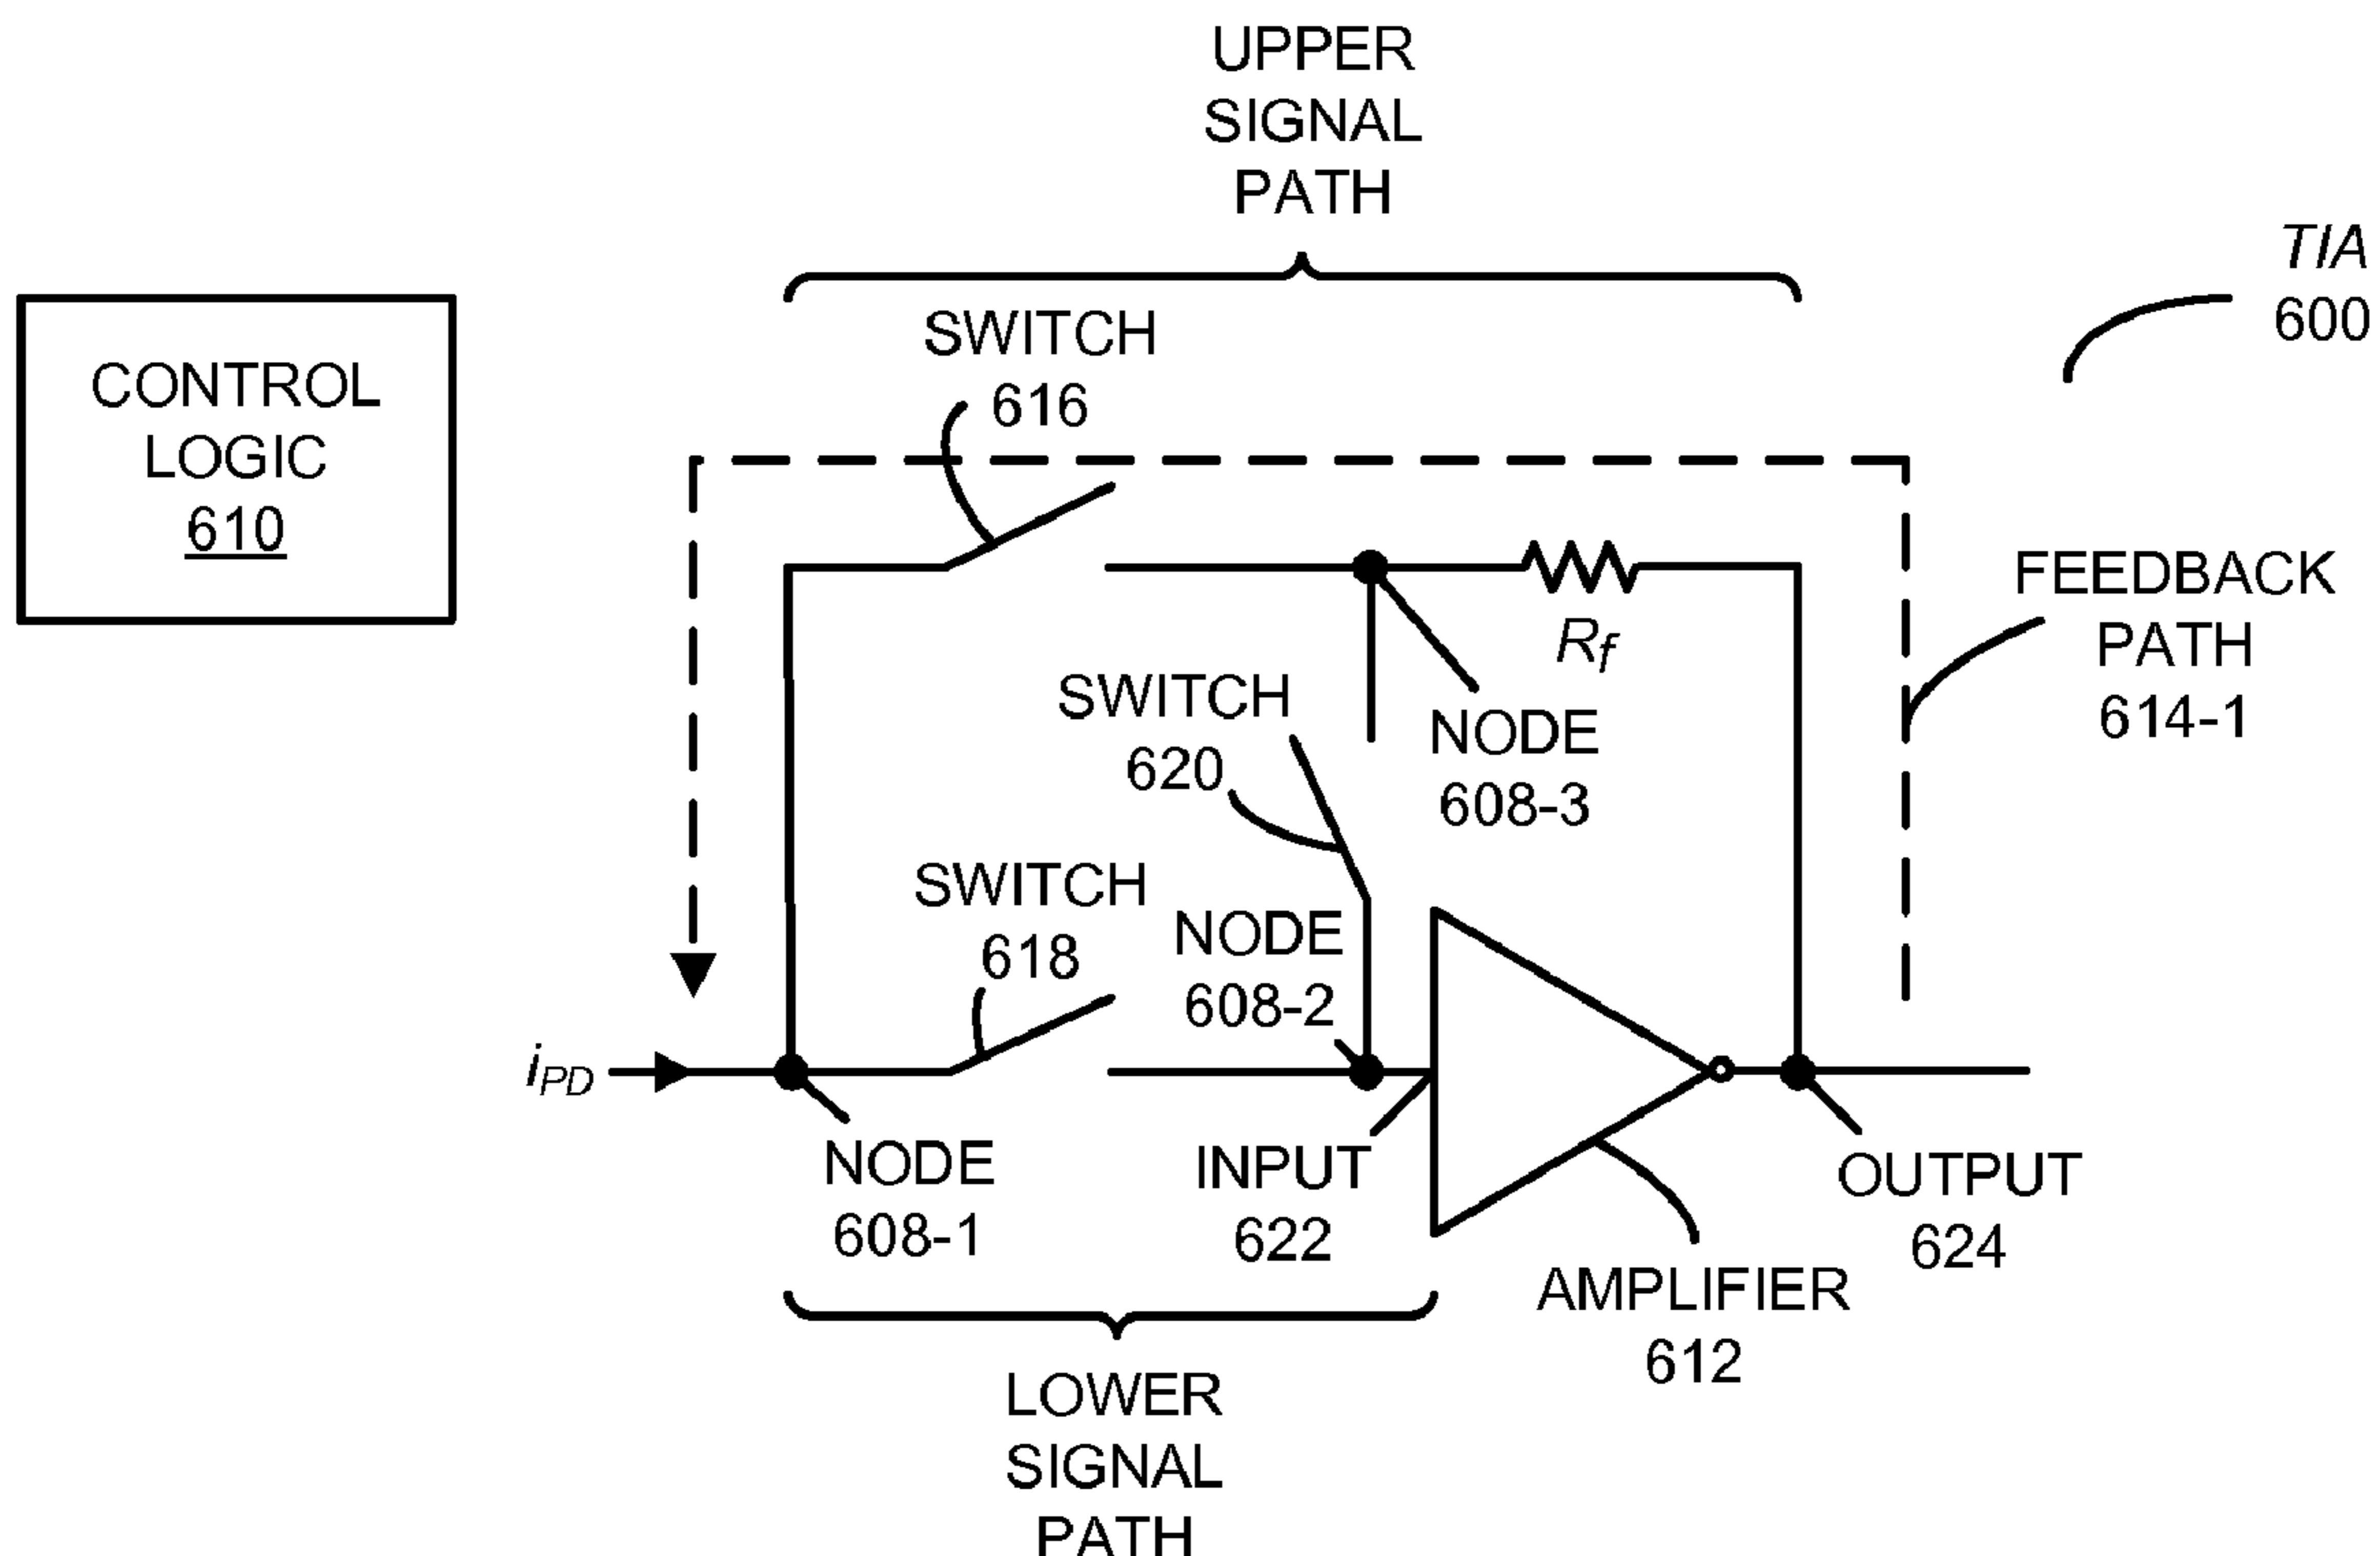 UPPER
SIGNAL
PATH
TIA
600
CONTROL
LOGIC
610
SWITCH
616
FEEDBACK
PATH
614-1
Rf
SWITCH
620
NODE
608-3
SWITCH
618
NODE
608-2
iPD
NODE
608-1
INPUT
622
OUTPUT
624
AMPLIFIER
612
LOWER
SIGNAL
PATH